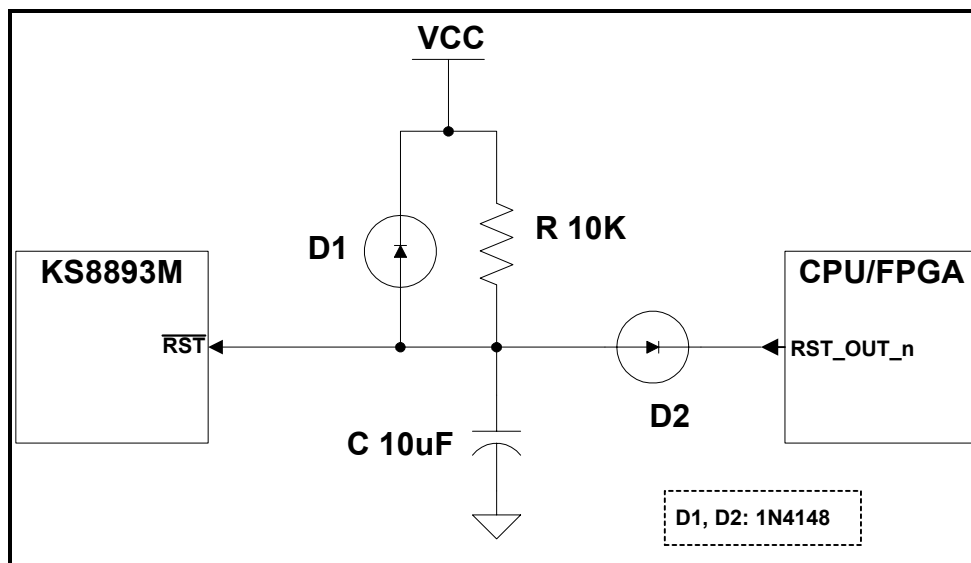 VCC
D1
R 10K
KS8893M
CPU/FPGA
RST
RST_OUT_n
D2
C 10uF
D1, D2: 1N4148